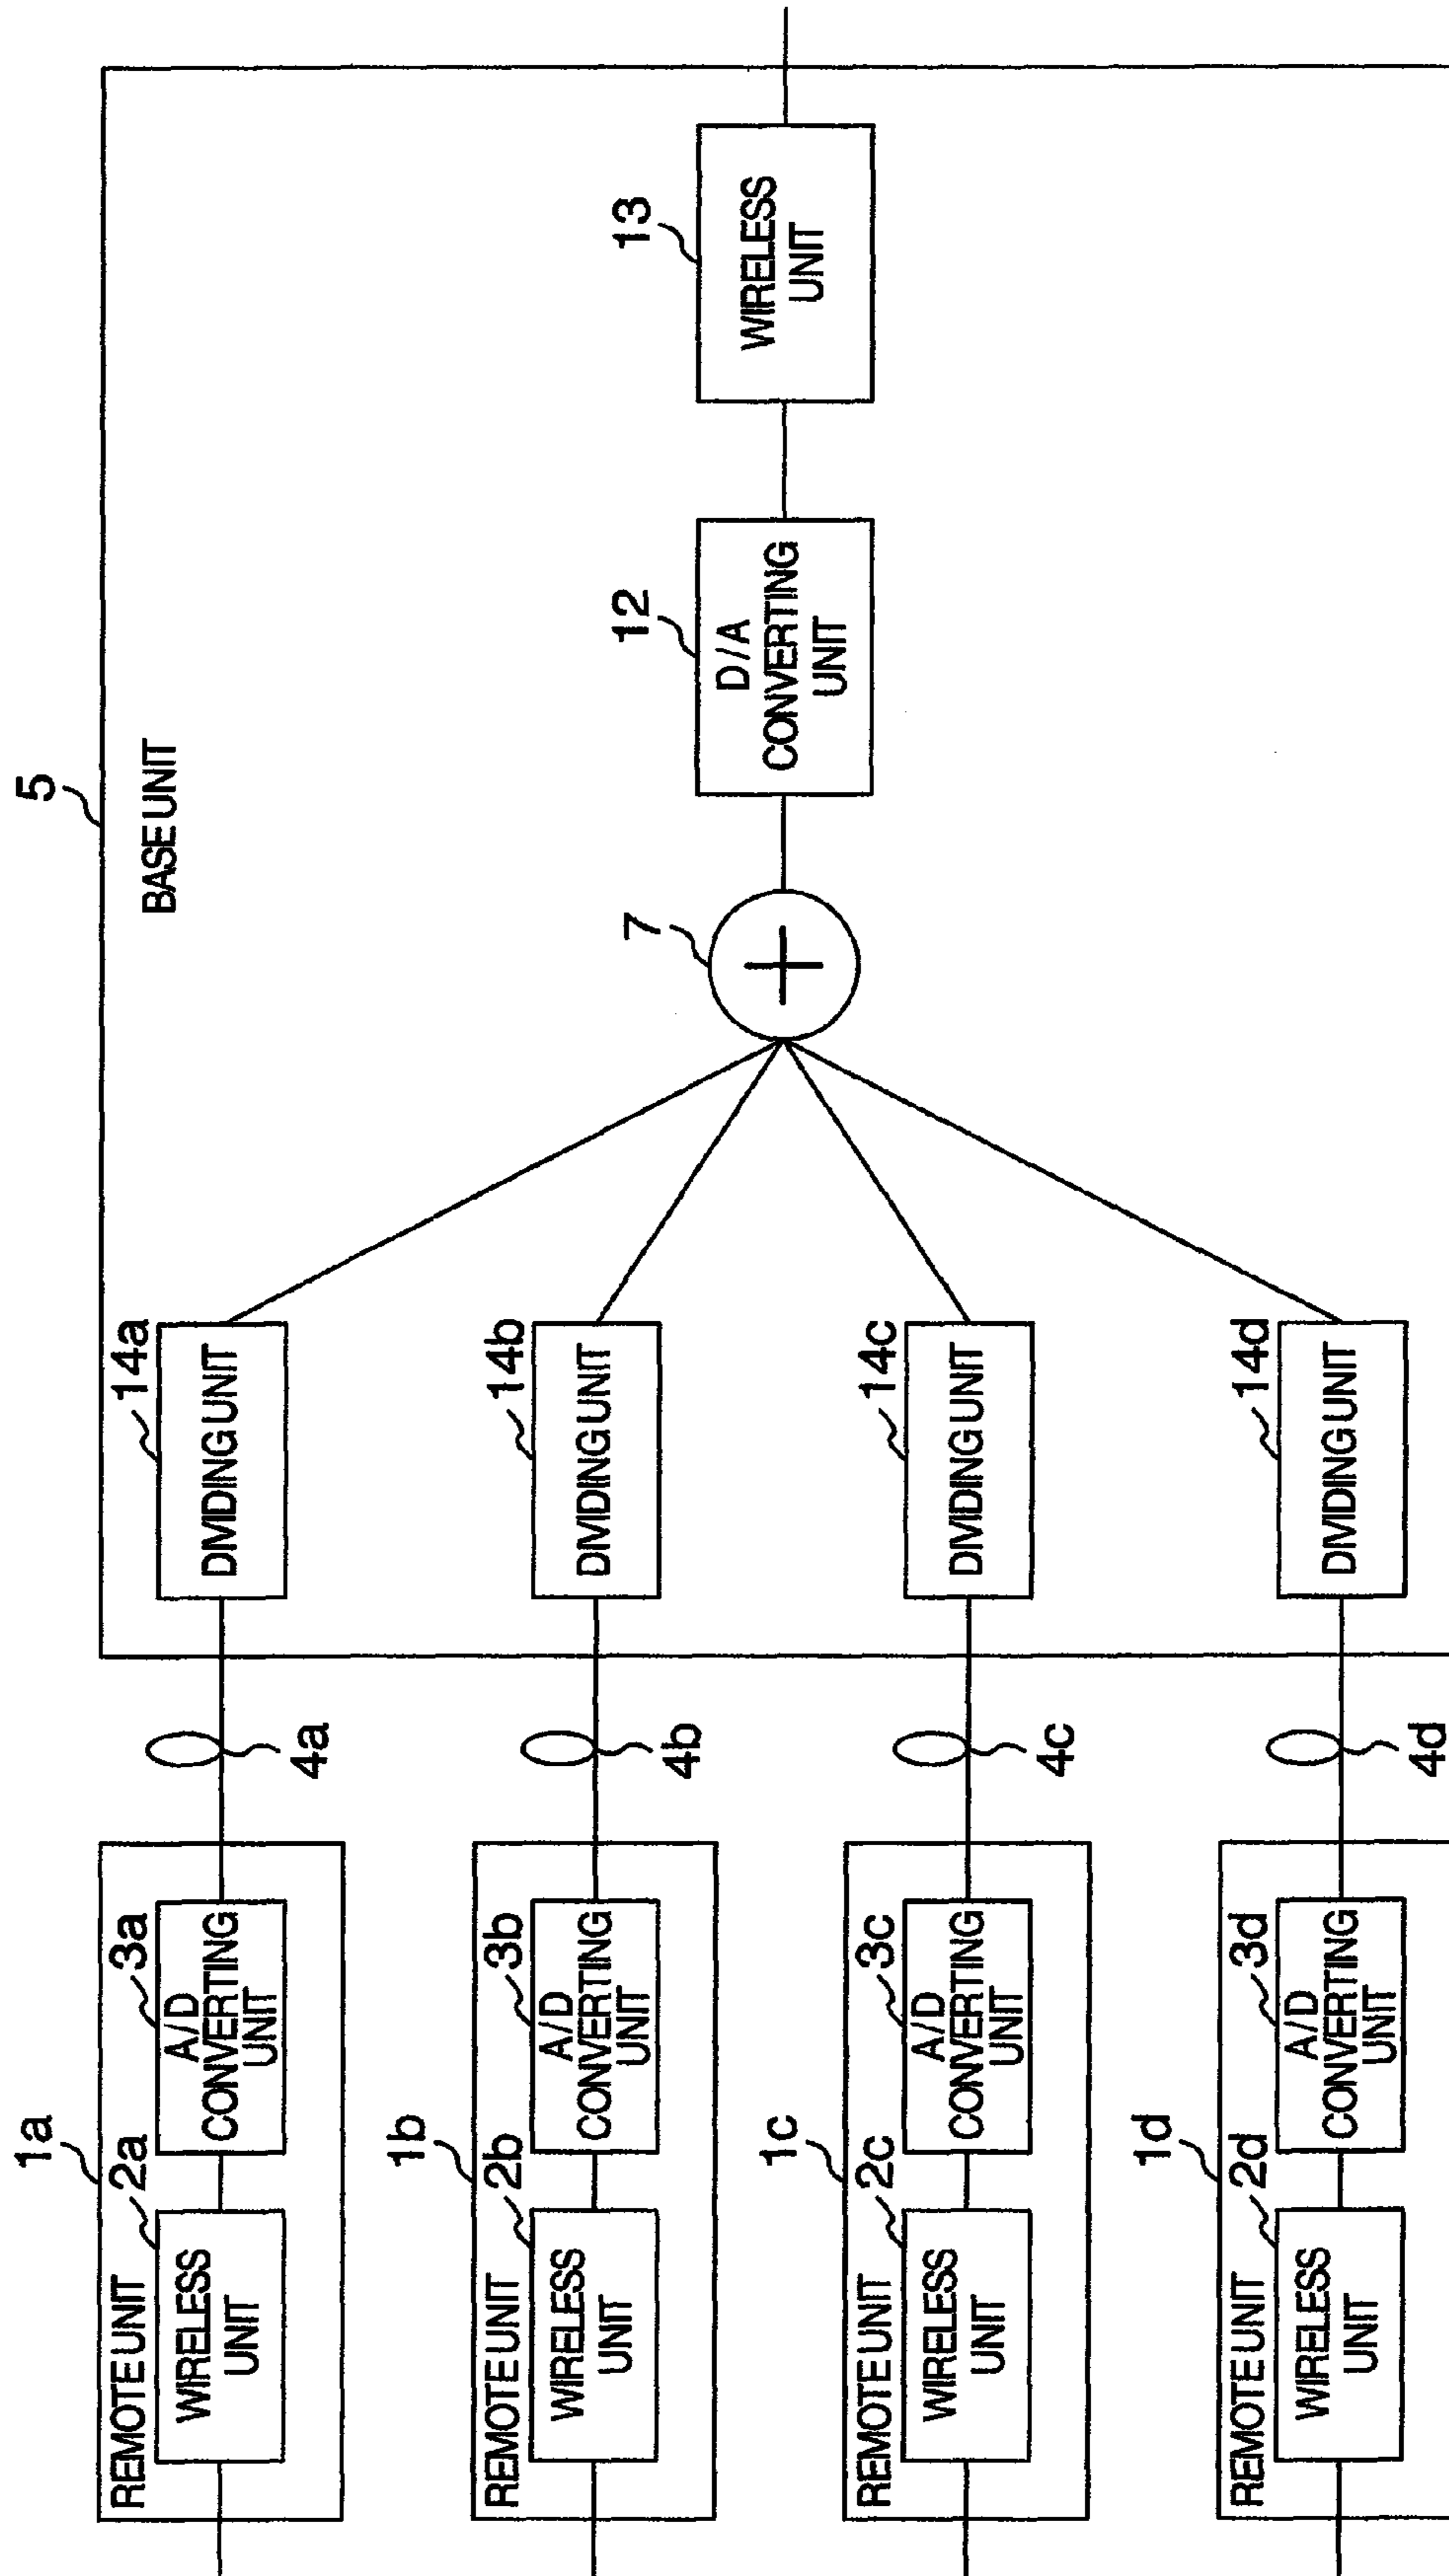 5
BASE UNIT
1a
REMOTE UNIT
2a
WIRELESS
UNIT
3a
A/D
CONVERTING
UNIT
4a
14a
DIVIDING UNIT
1b
REMOTE UNIT
2b
WIRELESS
UNIT
3b
A/D
CONVERTING
UNIT
4b
14b
DIVIDING UNIT
7
12
D/A
CONVERTING
UNIT
13
WIRELESS
UNIT
1c
REMOTE UNIT
2c
WIRELESS
UNIT
3c
A/D
CONVERTING
UNIT
4c
14c
DIVIDING UNIT
1d
REMOTE UNIT
2d
WIRELESS
UNIT
3d
A/D
CONVERTING
UNIT
4d
14d
DIVIDING UNIT